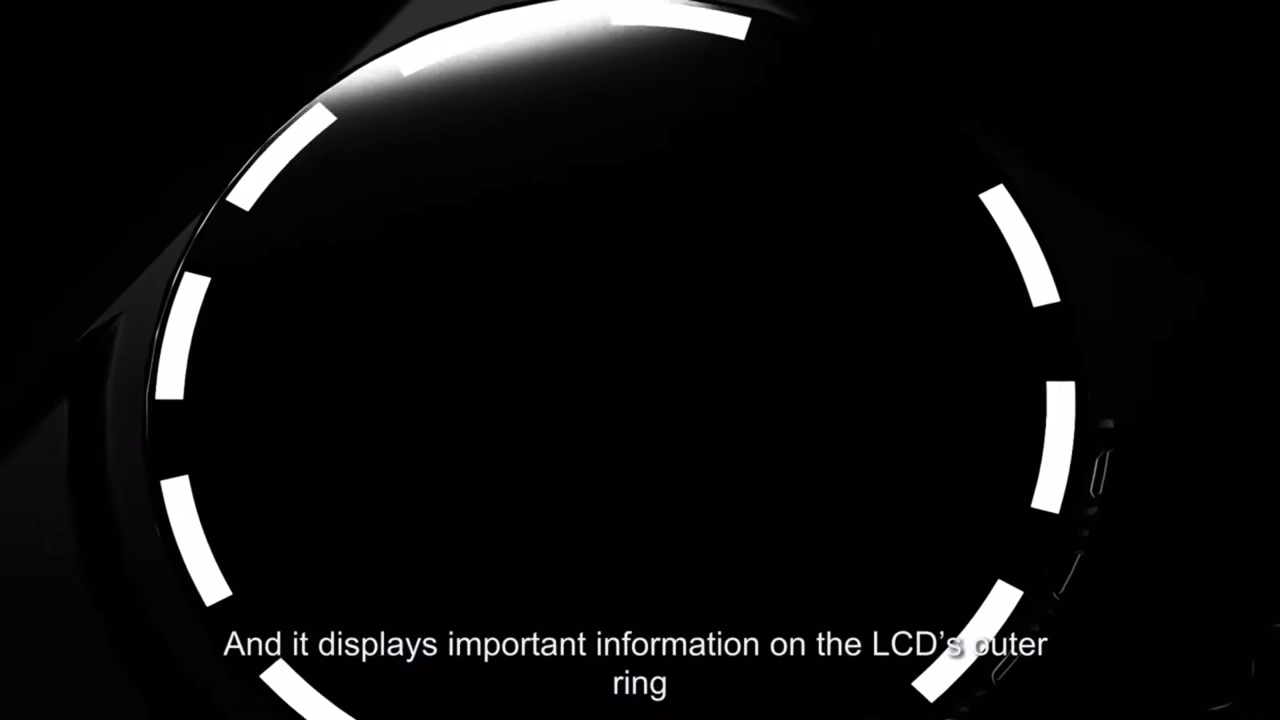 And it displays important information on the LCD’s outer
ring